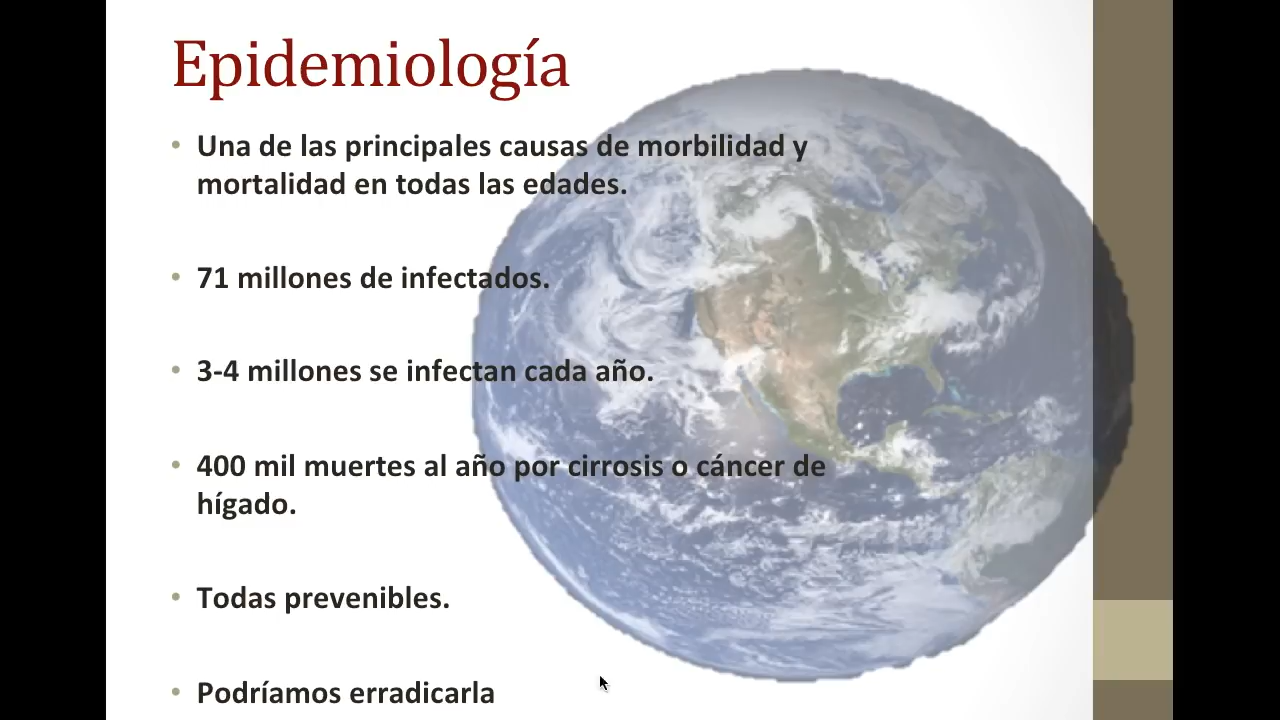 Epidemiología
• Una de las principales causas de morbilidad y
mortalidad en todas las edades.
• 71 millones de infectados.
• 3-4 millones se infectan cada año.
• 400 mil muertes al año por cirrosis o cáncer de
hígado.
• Todas prevenibles.
• Podríamos erradicarla